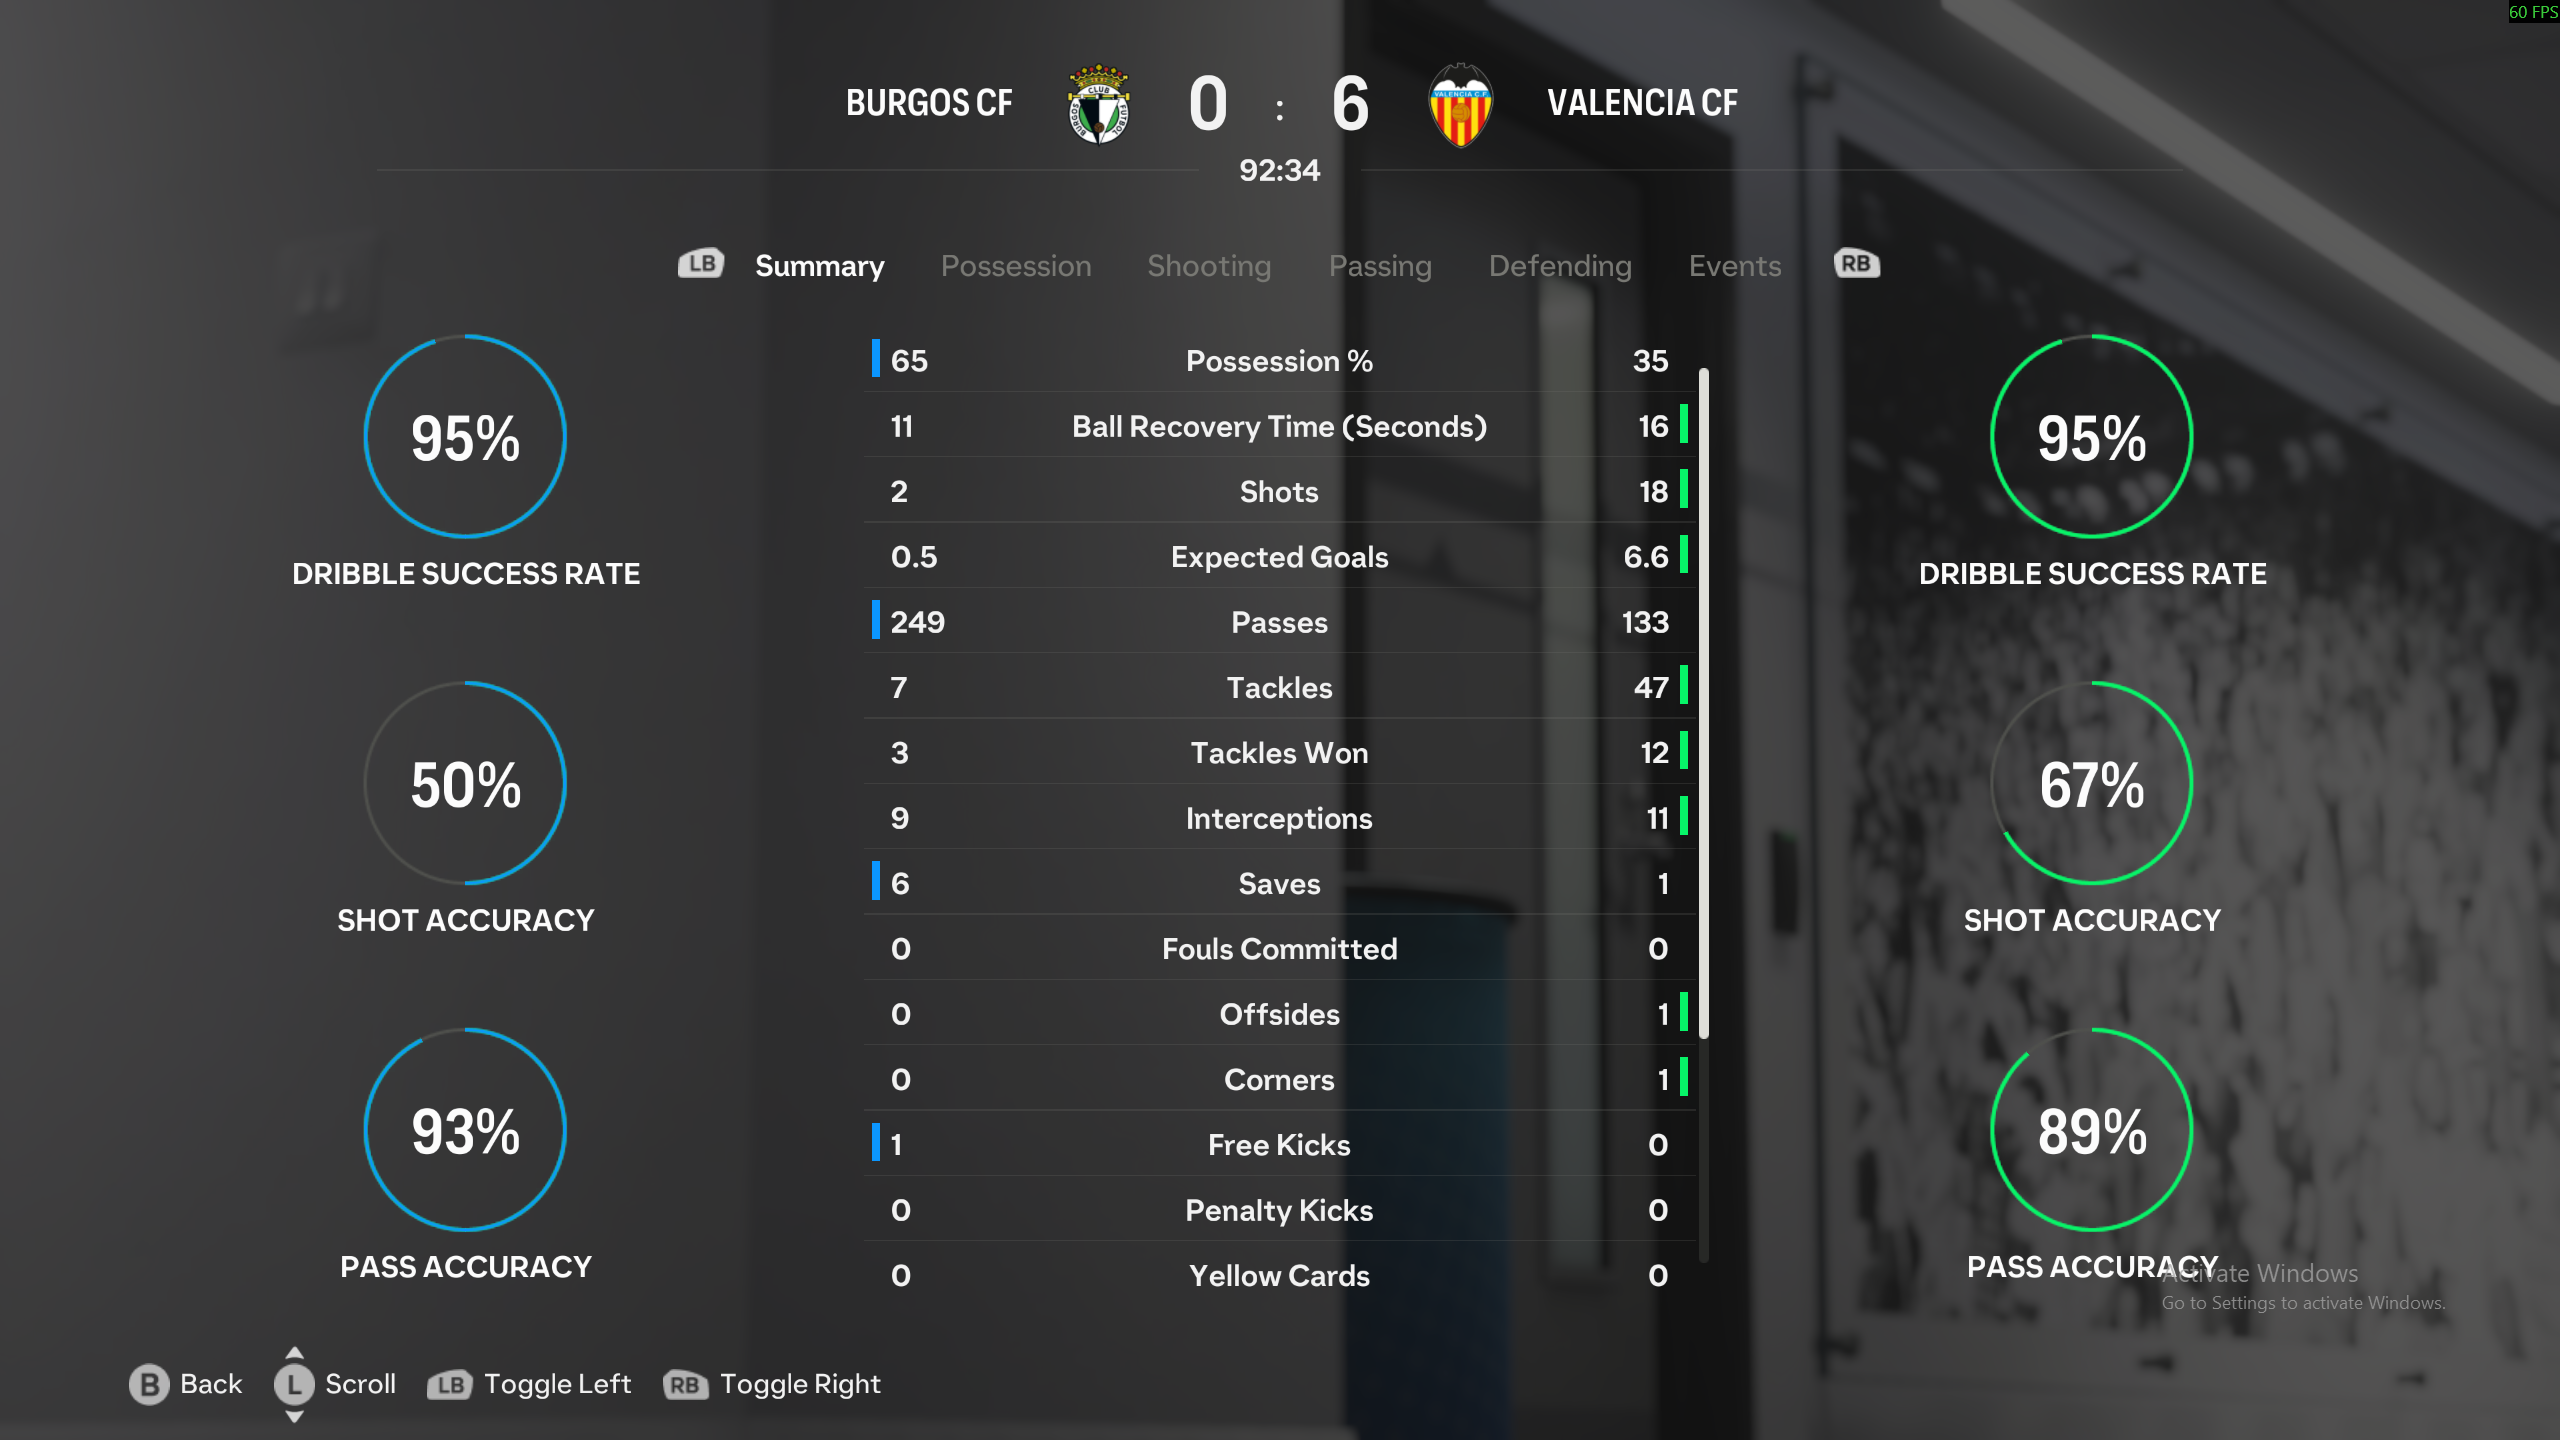 60 FPS
BURGOS CF 0 : 6 VALENCIA CF
92:34
LB Summary Possession Shooting Passing Defending Events RB
65 Possession % 35
11 Ball Recovery Time (Seconds) 16
2 Shots 18
0.5 Expected Goals 6.6
249 Passes 133
7 Tackles 47
3 Tackles Won 12
9 Interceptions 11
6 Saves 1
0 Fouls Committed 0
0 Offsides 1
0 Corners 1
1 Free Kicks 0
0 Penalty Kicks 0
0 Yellow Cards 0
95%
DRIBBLE SUCCESS RATE
50%
SHOT ACCURACY
93%
PASS ACCURACY
95%
DRIBBLE SUCCESS RATE
67%
SHOT ACCURACY
89%
PASS ACCURACY
Activate Windows
Go to Settings to activate Windows.
B Back L Scroll LB Toggle Left RB Toggle Right
CLUB
BURGOS
FUTBOL
VALENCIA C.F